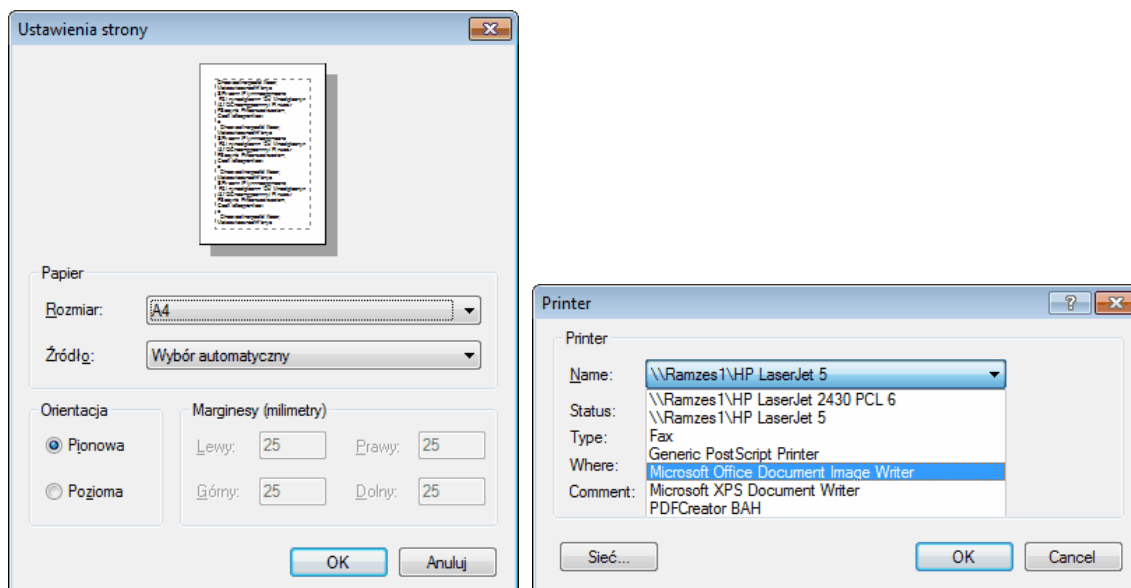 Ustawienia strony
Papier
Rozmiar: A4
Źródło: Wybór automatyczny
Orientacja
Pionowa
Pozioma
Marginesy (milimetry)
Lewy: 25 Prawy: 25
Górny: 25 Dolny: 25
OK Anuluj
Printer
Printer
Name: \\Ramzes1\HP LaserJet 5
\\Ramzes1\HP LaserJet 2430 PCL 6
Status: \\Ramzes1\HP LaserJet 5
Type: Fax
Generic PostScript Printer
Where: Microsoft Office Document Image Writer
Comment: Microsoft XPS Document Writer
PDFCreator BAH
Sieć... OK Cancel